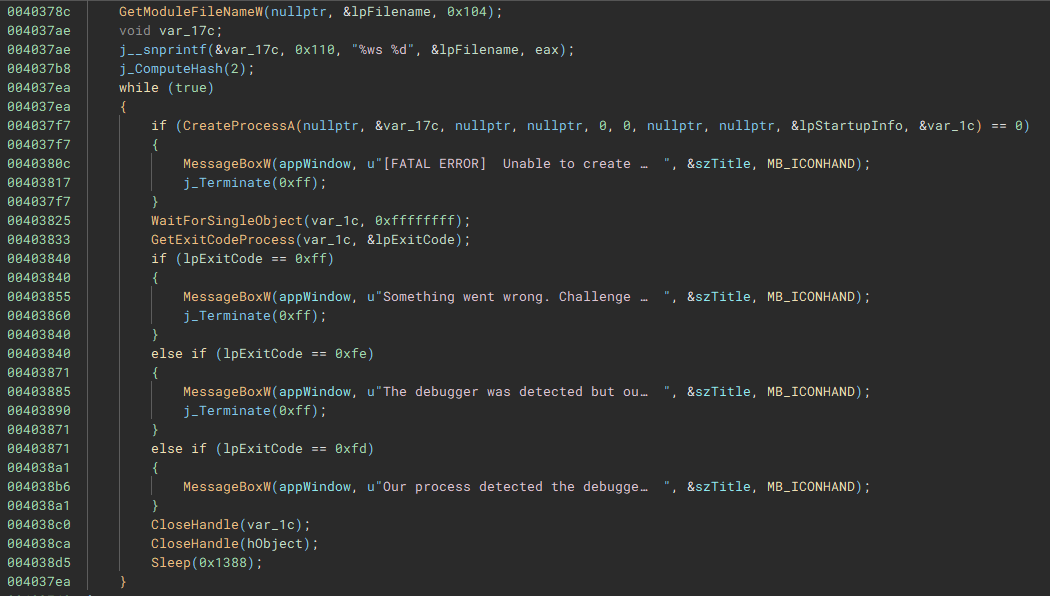 0040378c GetModuleFileNameW(nullptr, &lpFilename, 0x104);
004037ae void var_17c;
004037ae j__snprintf(&var_17c, 0x110, "%ws %d", &lpFilename, eax);
004037b8 j_ComputeHash(2);
004037ea while (true)
004037ea {
004037f7 if (CreateProcessA(nullptr, &var_17c, nullptr, nullptr, 0, 0, nullptr, nullptr, &lpStartupInfo, &var_1c) == 0)
004037f7 {
0040380c MessageBoxW(appWindow, u"[FATAL ERROR]  Unable to create …  ", &szTitle, MB_ICONHAND);
00403817 j_Terminate(0xff);
004037f7 }
00403825 WaitForSingleObject(var_1c, 0xffffffff);
00403833 GetExitCodeProcess(var_1c, &lpExitCode);
00403840 if (lpExitCode == 0xff)
00403840 {
00403855 MessageBoxW(appWindow, u"Something went wrong. Challenge …  ", &szTitle, MB_ICONHAND);
00403860 j_Terminate(0xff);
00403840 }
00403840 else if (lpExitCode == 0xfe)
00403871 {
00403885 MessageBoxW(appWindow, u"The debugger was detected but ou…  ", &szTitle, MB_ICONHAND);
00403890 j_Terminate(0xff);
00403871 }
00403871 else if (lpExitCode == 0xfd)
004038a1 {
004038b6 MessageBoxW(appWindow, u"Our process detected the debugge…  ", &szTitle, MB_ICONHAND);
004038a1 }
004038c0 CloseHandle(var_1c);
004038ca CloseHandle(hObject);
004038d5 Sleep(0x1388);
004037ea }